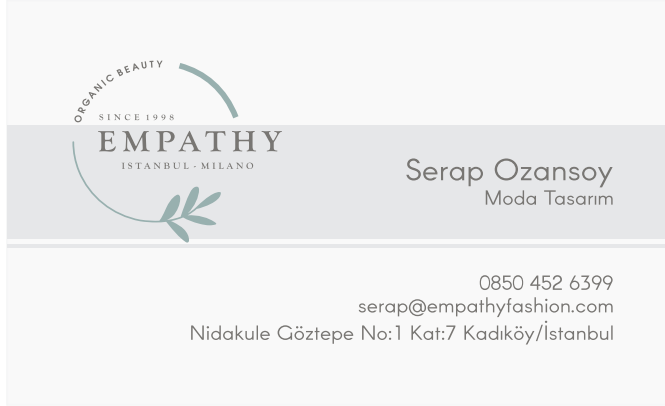 ORGANIC BEAUTY
SINCE 1998
EMPATHY
ISTANBUL - MILANO
Serap Ozansoy
Moda Tasarım
0850 452 6399
serap@empathyfashion.com
Nidakule Göztepe No:1 Kat:7 Kadıköy/İstanbul